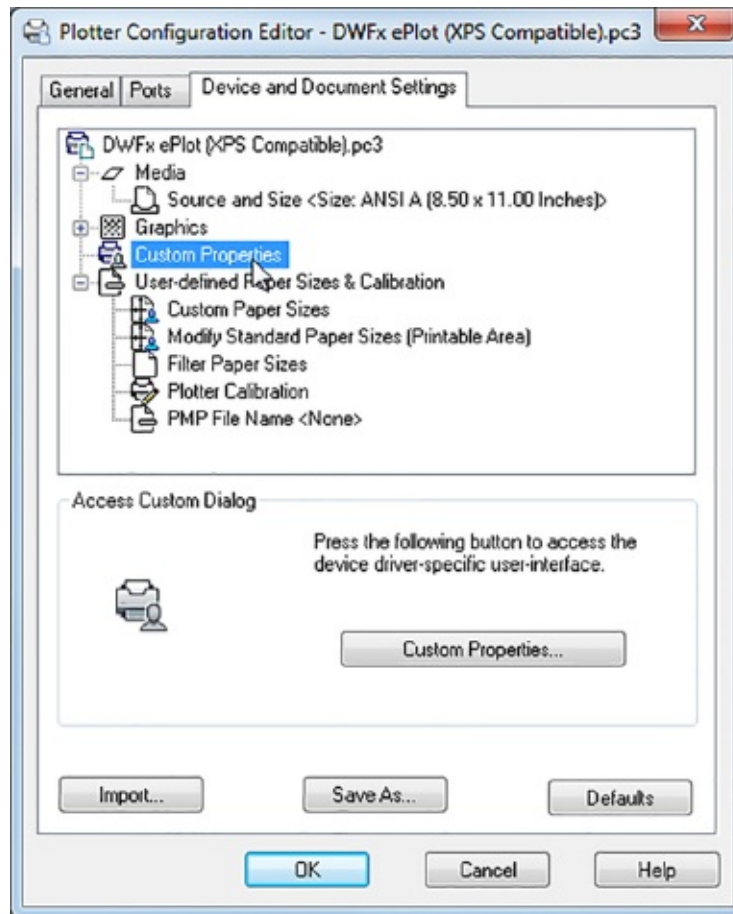 Plotter Configuration Editor - DWFx ePlot (XPS Compatible).pc3
General Ports Device and Document Settings
DWFx ePlot (XPS Compatible).pc3
Media
Source and Size <Size: ANSI A (8.50 x 11.00 Inches)>
Graphics
Custom Properties
User-defined Paper Sizes & Calibration
Custom Paper Sizes
Modify Standard Paper Sizes (Printable Area)
Filter Paper Sizes
Plotter Calibration
PMP File Name <None>
Access Custom Dialog
Press the following button to access the
device driver-specific user-interface.
Custom Properties...
Import... Save As... Defaults
OK Cancel Help